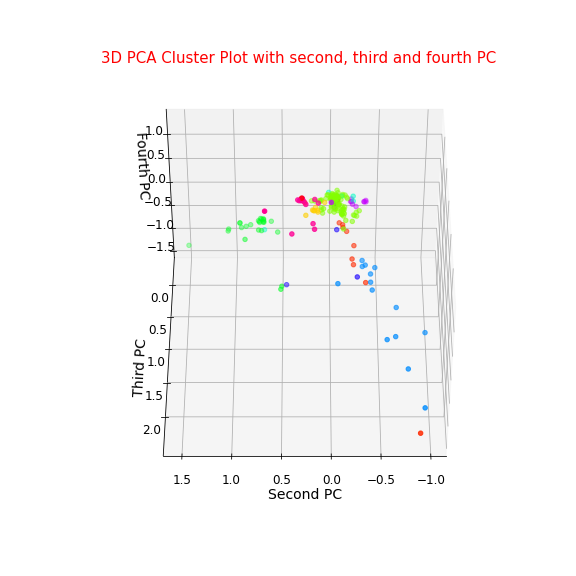 3D PCA Cluster Plot with second, third and fourth PC
Fourth PC
1.0
0.5
0.0
−0.5
−1.0
−1.5
Third PC
0.0
0.5
1.0
1.5
2.0
1.5 1.0 0.5 0.0 −0.5 −1.0
Second PC